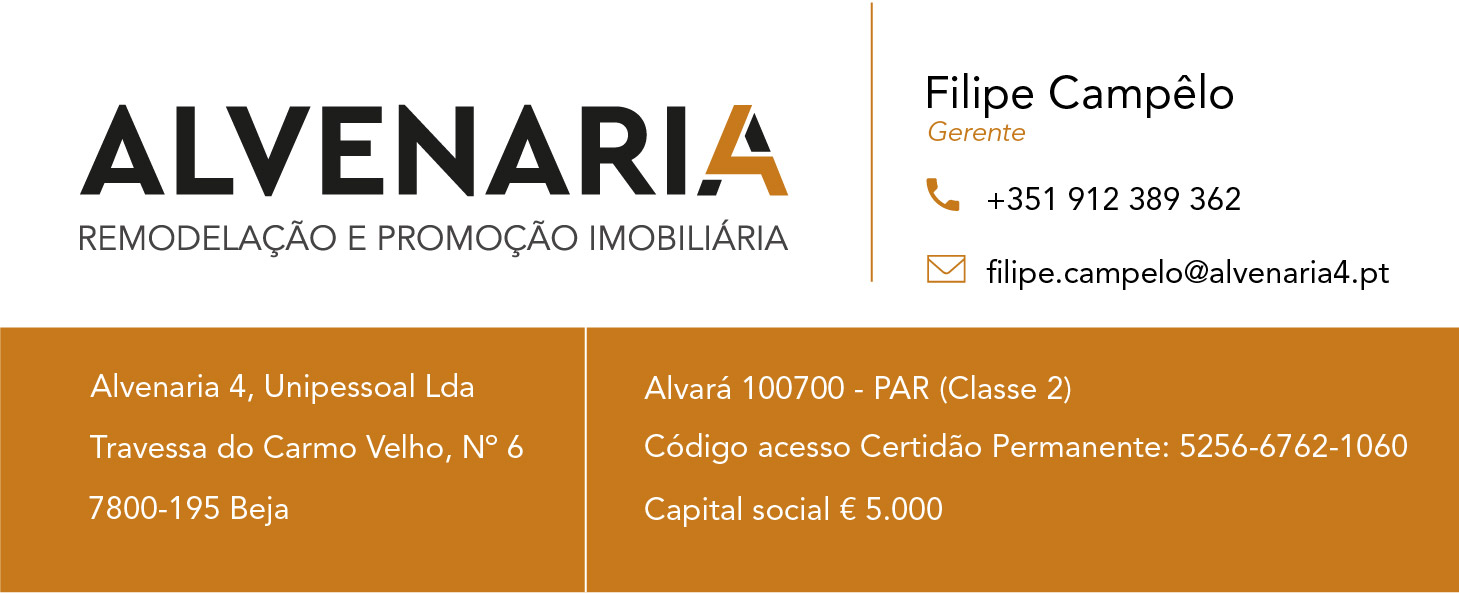 ALVENARIA
REMODELAÇÃO E PROMOÇÃO IMOBILIÁRIA
Filipe Campêlo
Gerente
+351 912 389 362
filipe.campelo@alvenaria4.pt
Alvenaria 4, Unipessoal Lda
Travessa do Carmo Velho, Nº 6
7800-195 Beja
Alvará 100700 - PAR (Classe 2)
Código acesso Certidão Permanente: 5256-6762-1060
Capital social € 5.000